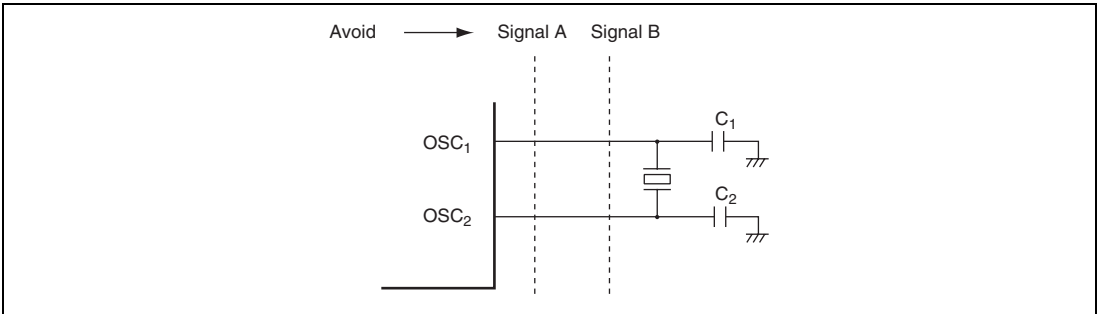 Avoid Signal A Signal B
C₁
OSC₁
C₂
OSC₂